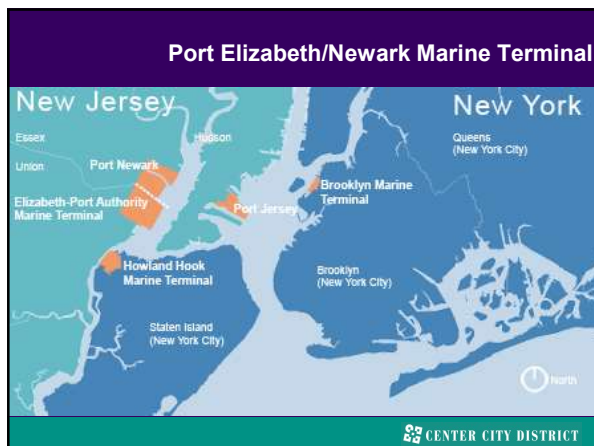 Port Elizabeth/Newark Marine Terminal
New Jersey
New York
Essex
Hudson
Queens
(New York City)
Union
Port Newark
Brooklyn Marine
Terminal
Elizabeth-Port Authority
Marine Terminal
Port Jersey
Howland Hook
Marine Terminal
Brooklyn
(New York City)
Staten Island
(New York City)
North
CENTER CITY DISTRICT